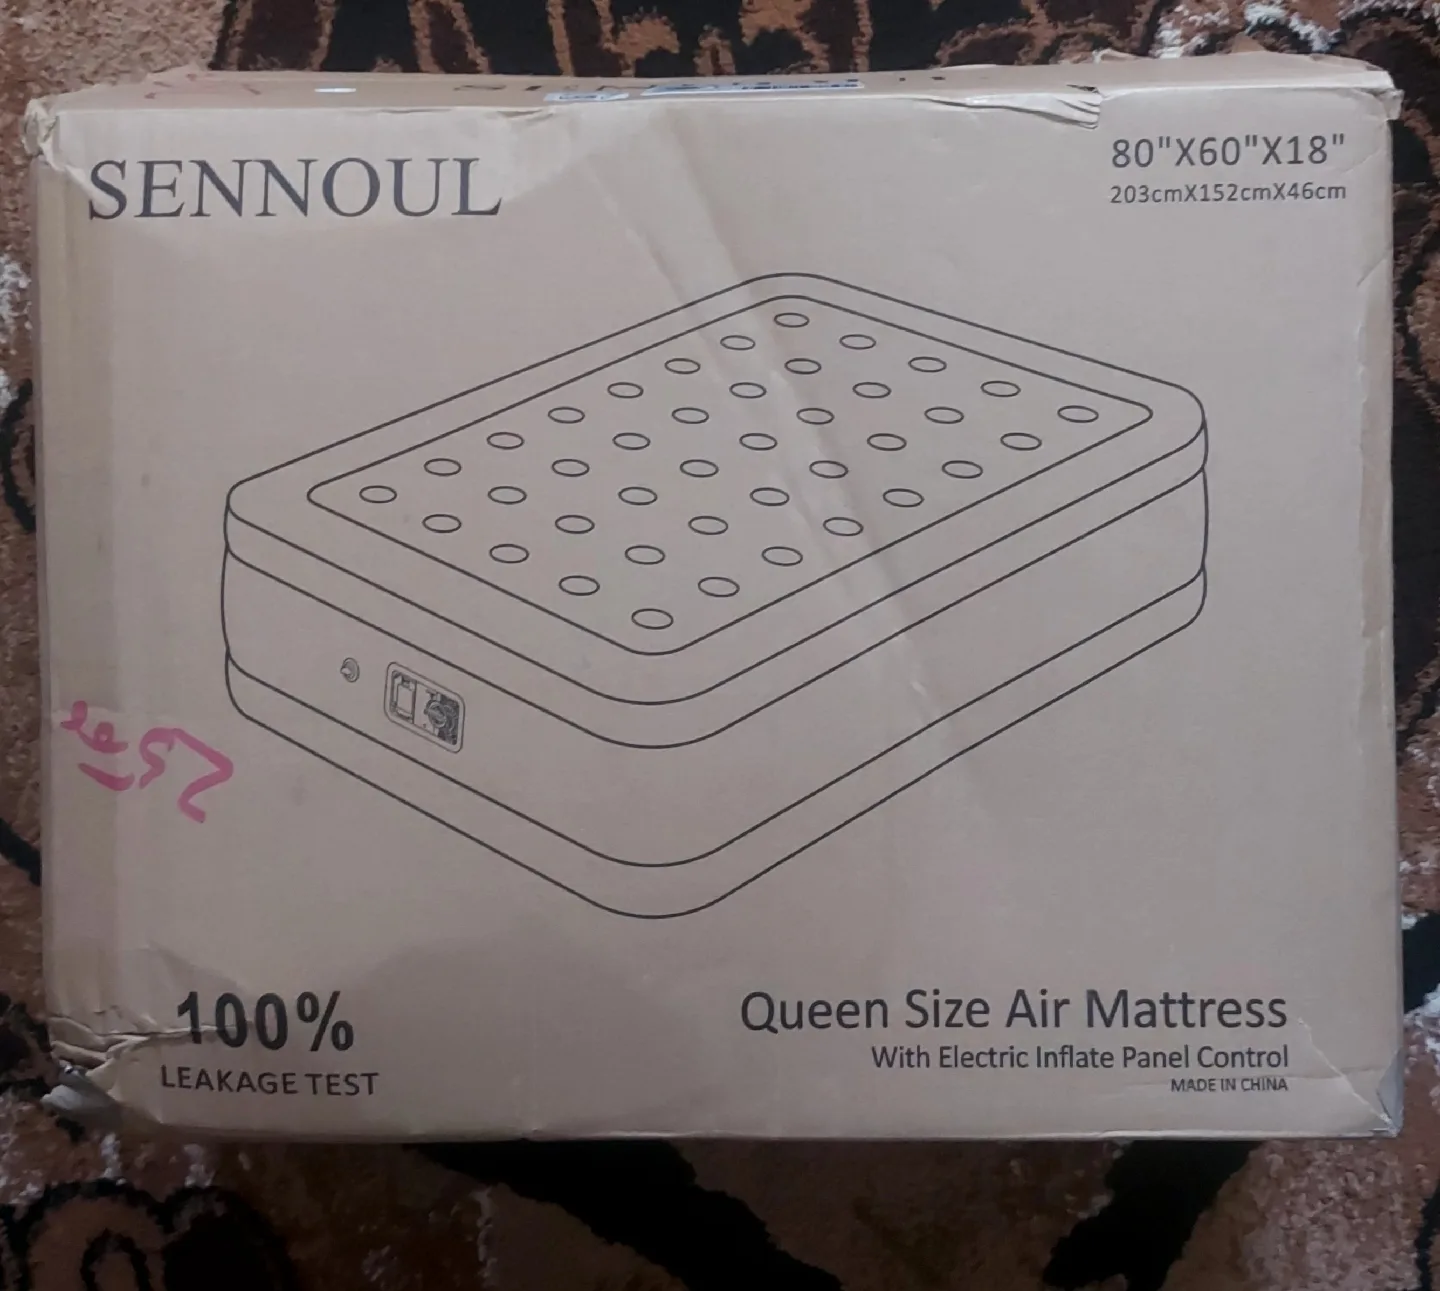 SENNOUL
80"X60"X18"
203cmX152cmX46cm
100%
LEAKAGE TEST
Queen Size Air Mattress
With Electric Inflate Panel Control
MADE IN CHINA